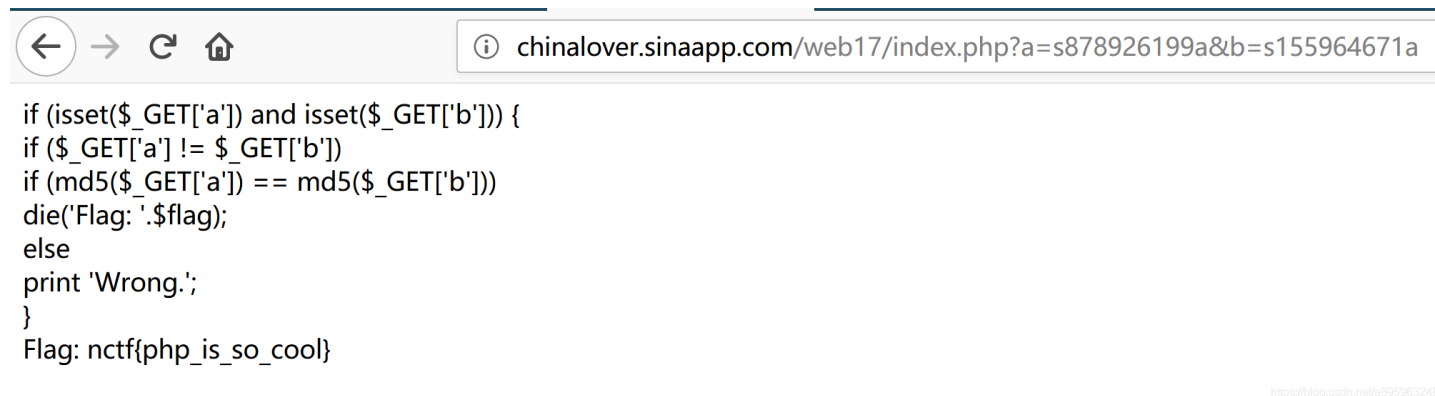 chinalover.sinaapp.com/web17/index.php?a=s878926199a&b=s155964671a
if (isset($_GET['a']) and isset($_GET['b'])) {
if ($_GET['a'] != $_GET['b'])
if (md5($_GET['a']) == md5($_GET['b']))
die('Flag: '.$flag);
else
print 'Wrong.';
}
Flag: nctf{php_is_so_cool}